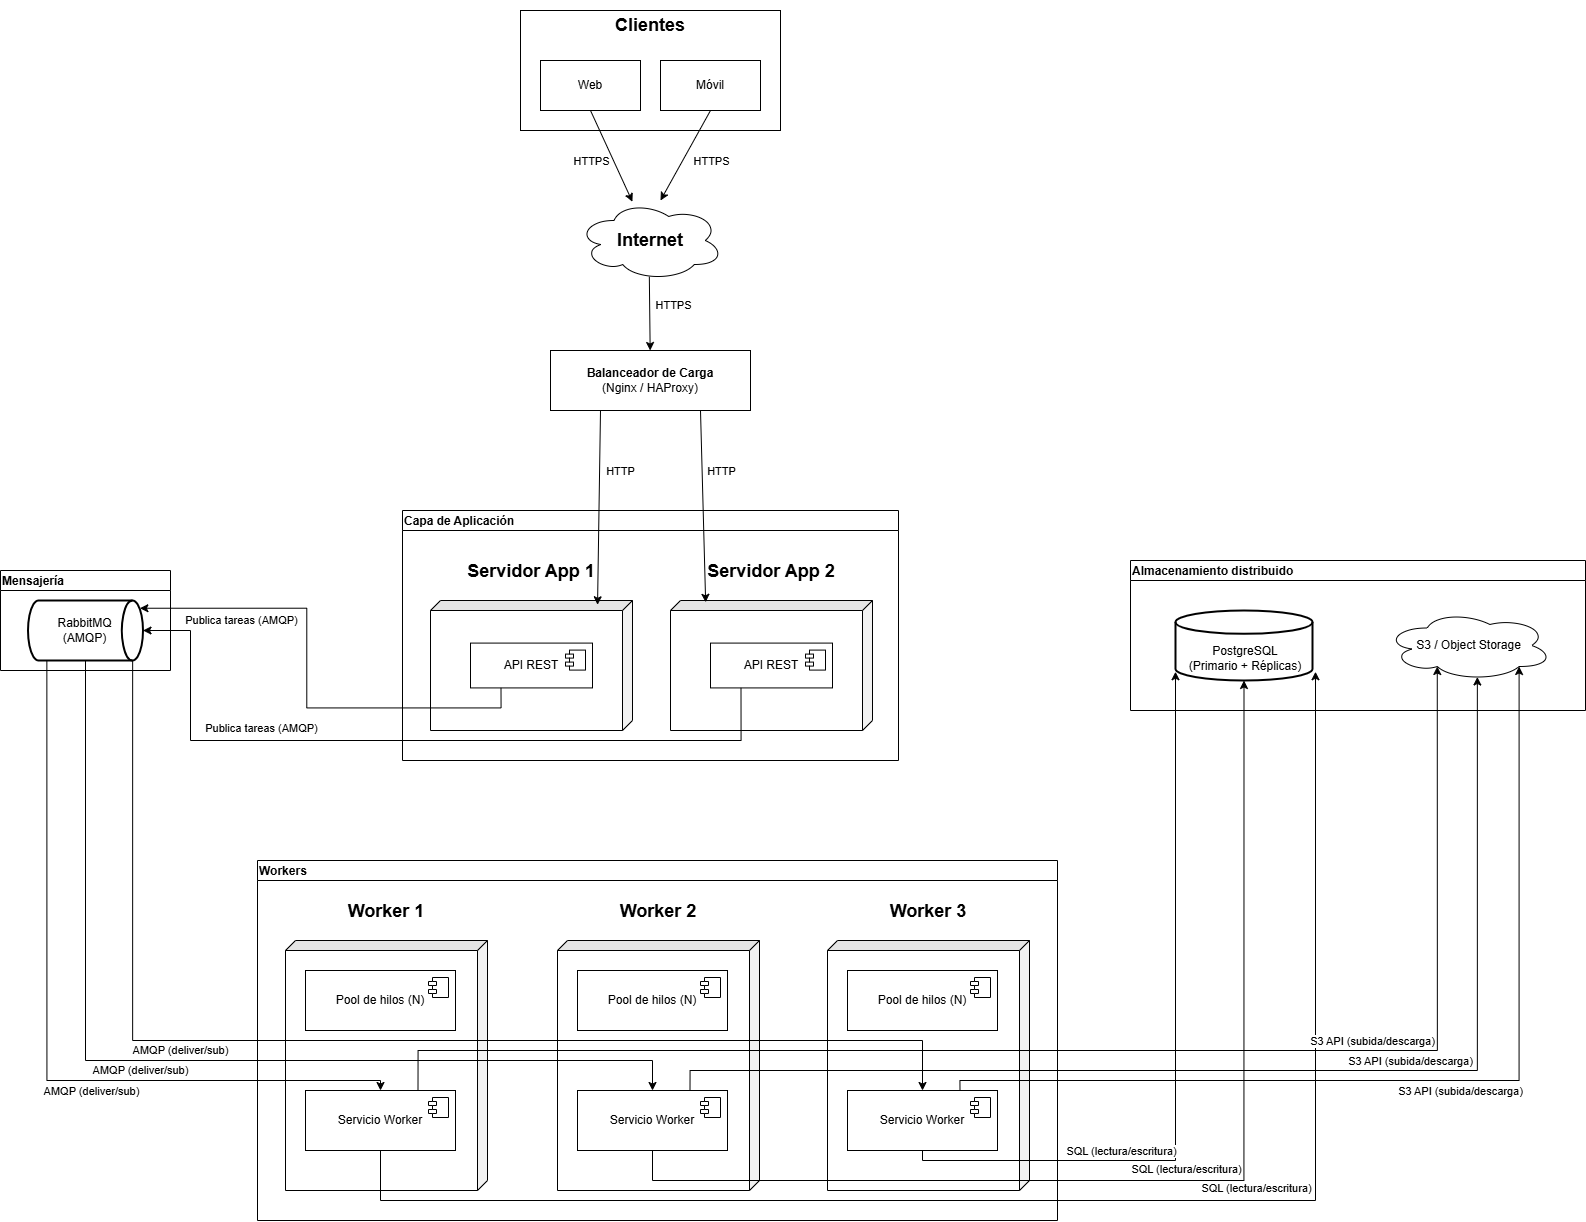 Clientes
Web
Móvil
HTTPS
HTTPS
Internet
HTTPS
Balanceador de Carga
(Nginx / HAProxy)
HTTP
HTTP
Capa de Aplicación
Servidor App 1
Servidor App 2
API REST
API REST
Mensajería
RabbitMQ
(AMQP)
Publica tareas (AMQP)
Publica tareas (AMQP)
Almacenamiento distribuido
PostgreSQL
(Primario + Réplicas)
S3 / Object Storage
Workers
Worker 1
Worker 2
Worker 3
Pool de hilos (N)
Pool de hilos (N)
Pool de hilos (N)
AMQP (deliver/sub)
AMQP (deliver/sub)
AMQP (deliver/sub)
S3 API (subida/descarga)
S3 API (subida/descarga)
S3 API (subida/descarga)
Servicio Worker
Servicio Worker
Servicio Worker
SQL (lectura/escritura)
SQL (lectura/escritura)
SQL (lectura/escritura)